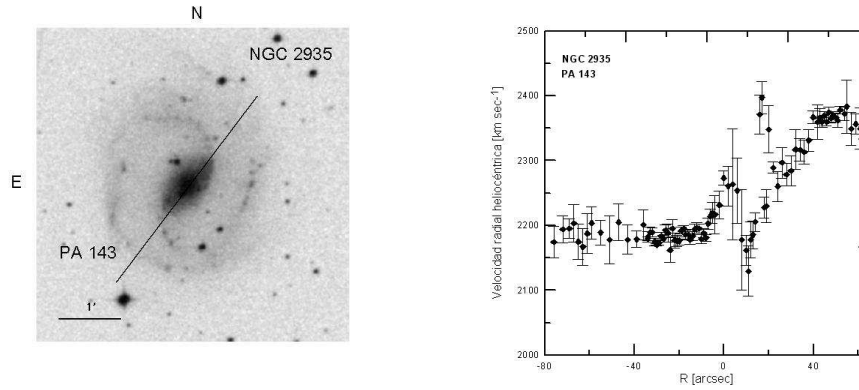 N
NGC 2935
E
PA 143
1'
NGC 2935
PA 143
2500
2400
2300
2200
2100
2000
Velocidad radial heliocéntrica [km sec-1]
-80
-40
0
40
R [arcsec]